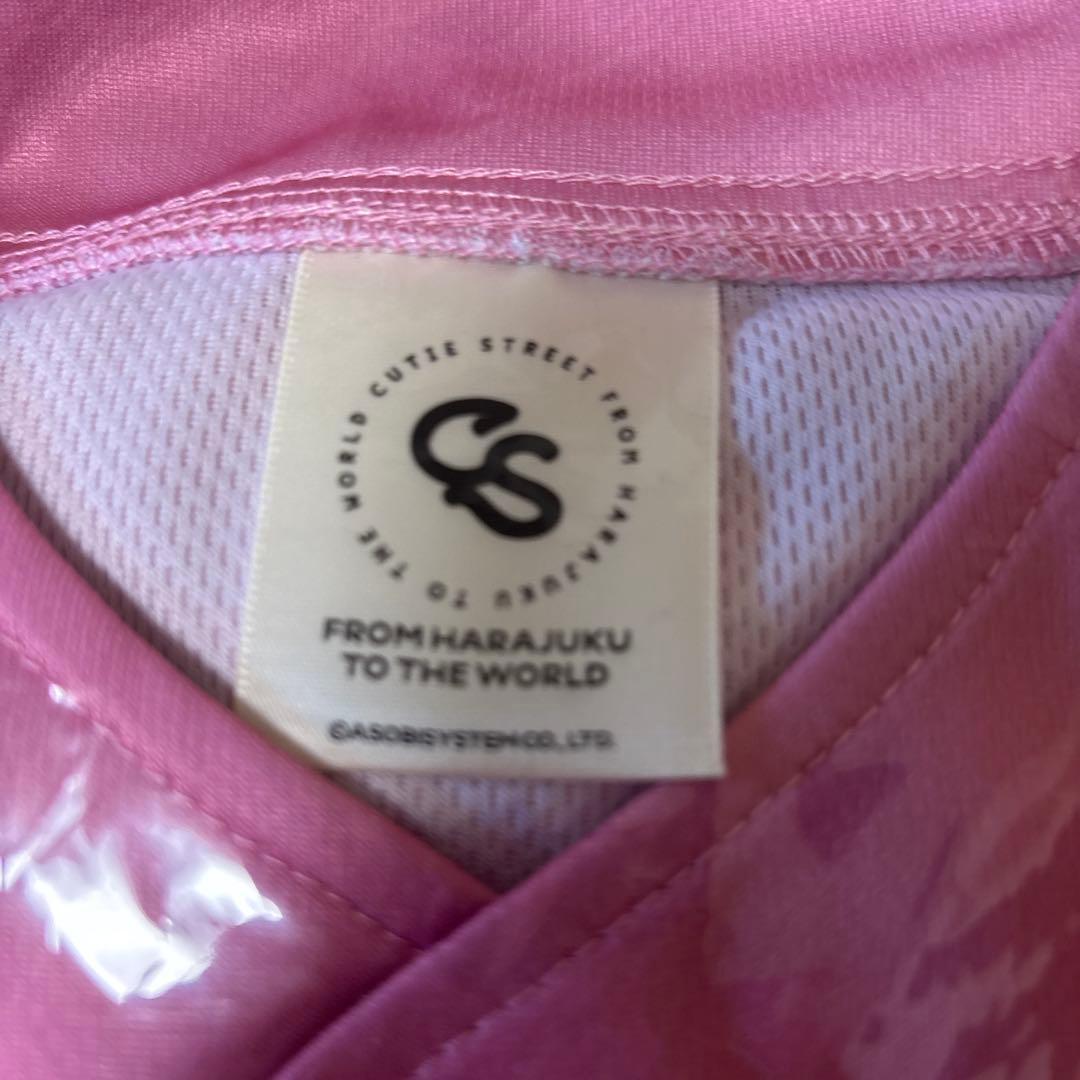 CUTIE STREET FROM HARAJUKU TO THE WORLD
CS
FROM HARAJUKU
TO THE WORLD
©ASOBISYSTEM CO., LTD.